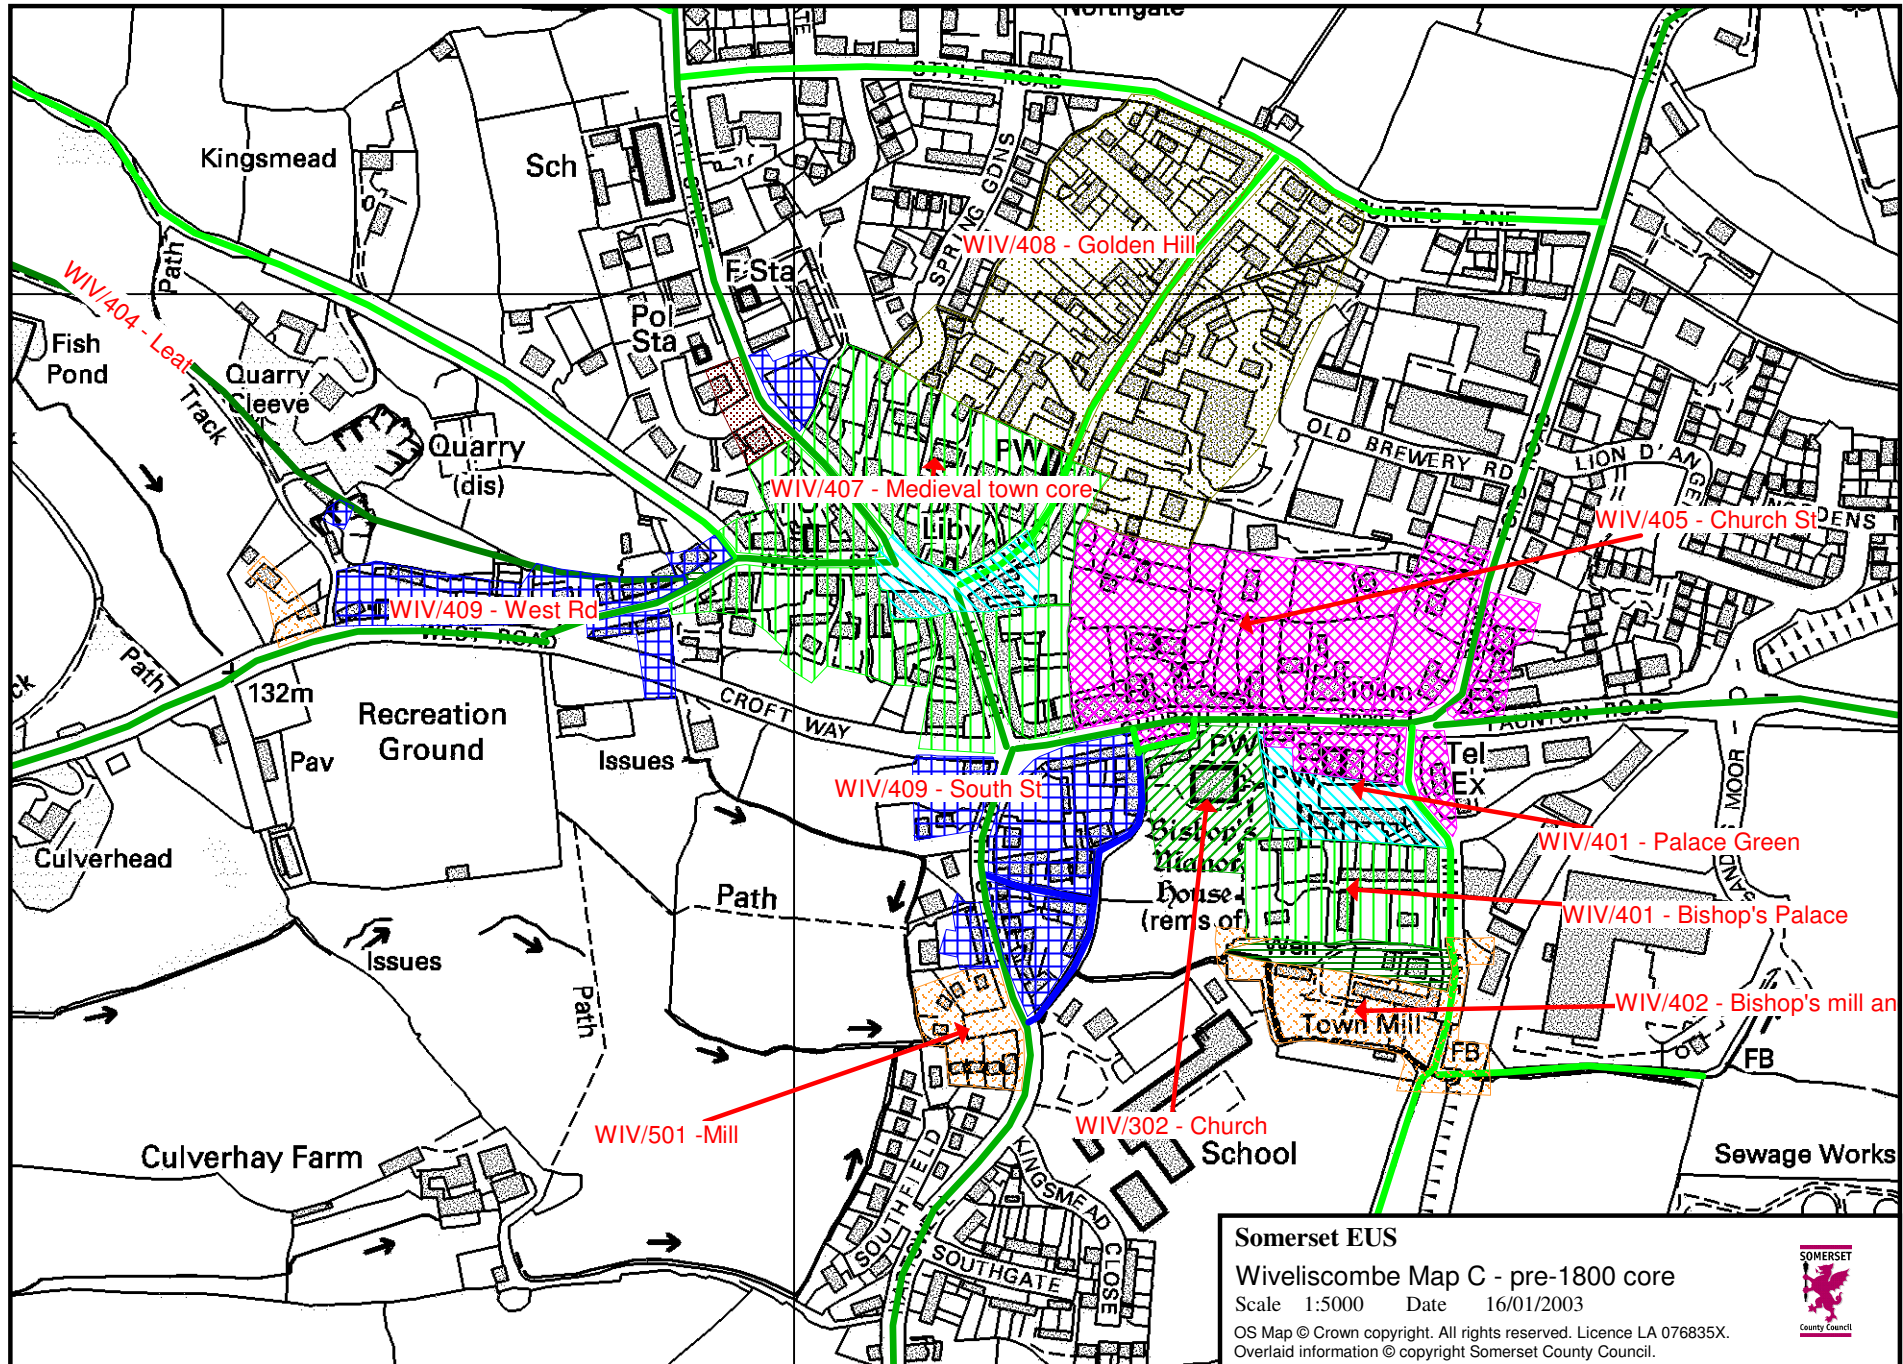 Northgate
STYLE ROAD
Kingsmead
Sch
NORTH STREET
SPRING GDNS
WIV/408 - Golden Hill
BURGES LANE
Path
WIV/404 - Leat
F Sta
Pol
Sta
Fish
Pond
Quarry
Cleeve
Track
Quarry
(dis)
PW
OLD BREWERY RD
LION D'ANGE
WIV/407 - Medieval town core
Liby
WIV/405 - Church St
WIV/409 - West Rd
WEST ROAD
Path
132m
CROFT WAY
Recreation
Ground
TAUNTON ROAD
Pav
Issues
PW
Tel
Ex
PW
WIV/409 - South St
Bishop's
Manor
House
(rems of)
WIV/401 - Palace Green
Culverhead
Path
WIV/401 - Bishop's Palace
Weir
Issues
Path
WIV/402 - Bishop's mill an
Town Mill
FB
FB
WIV/501 -Mill
WIV/302 - Church
School
Culverhay Farm
Sewage Works
SOUTHFIELD
KINGSMEAD CLOSE
SOUTHGATE
Somerset EUS
Wiveliscombe Map C - pre-1800 core
Scale 1:5000 Date 16/01/2003
OS Map © Crown copyright. All rights reserved. Licence LA 076835X.
Overlaid information © copyright Somerset County Council.
SOMERSET
County Council